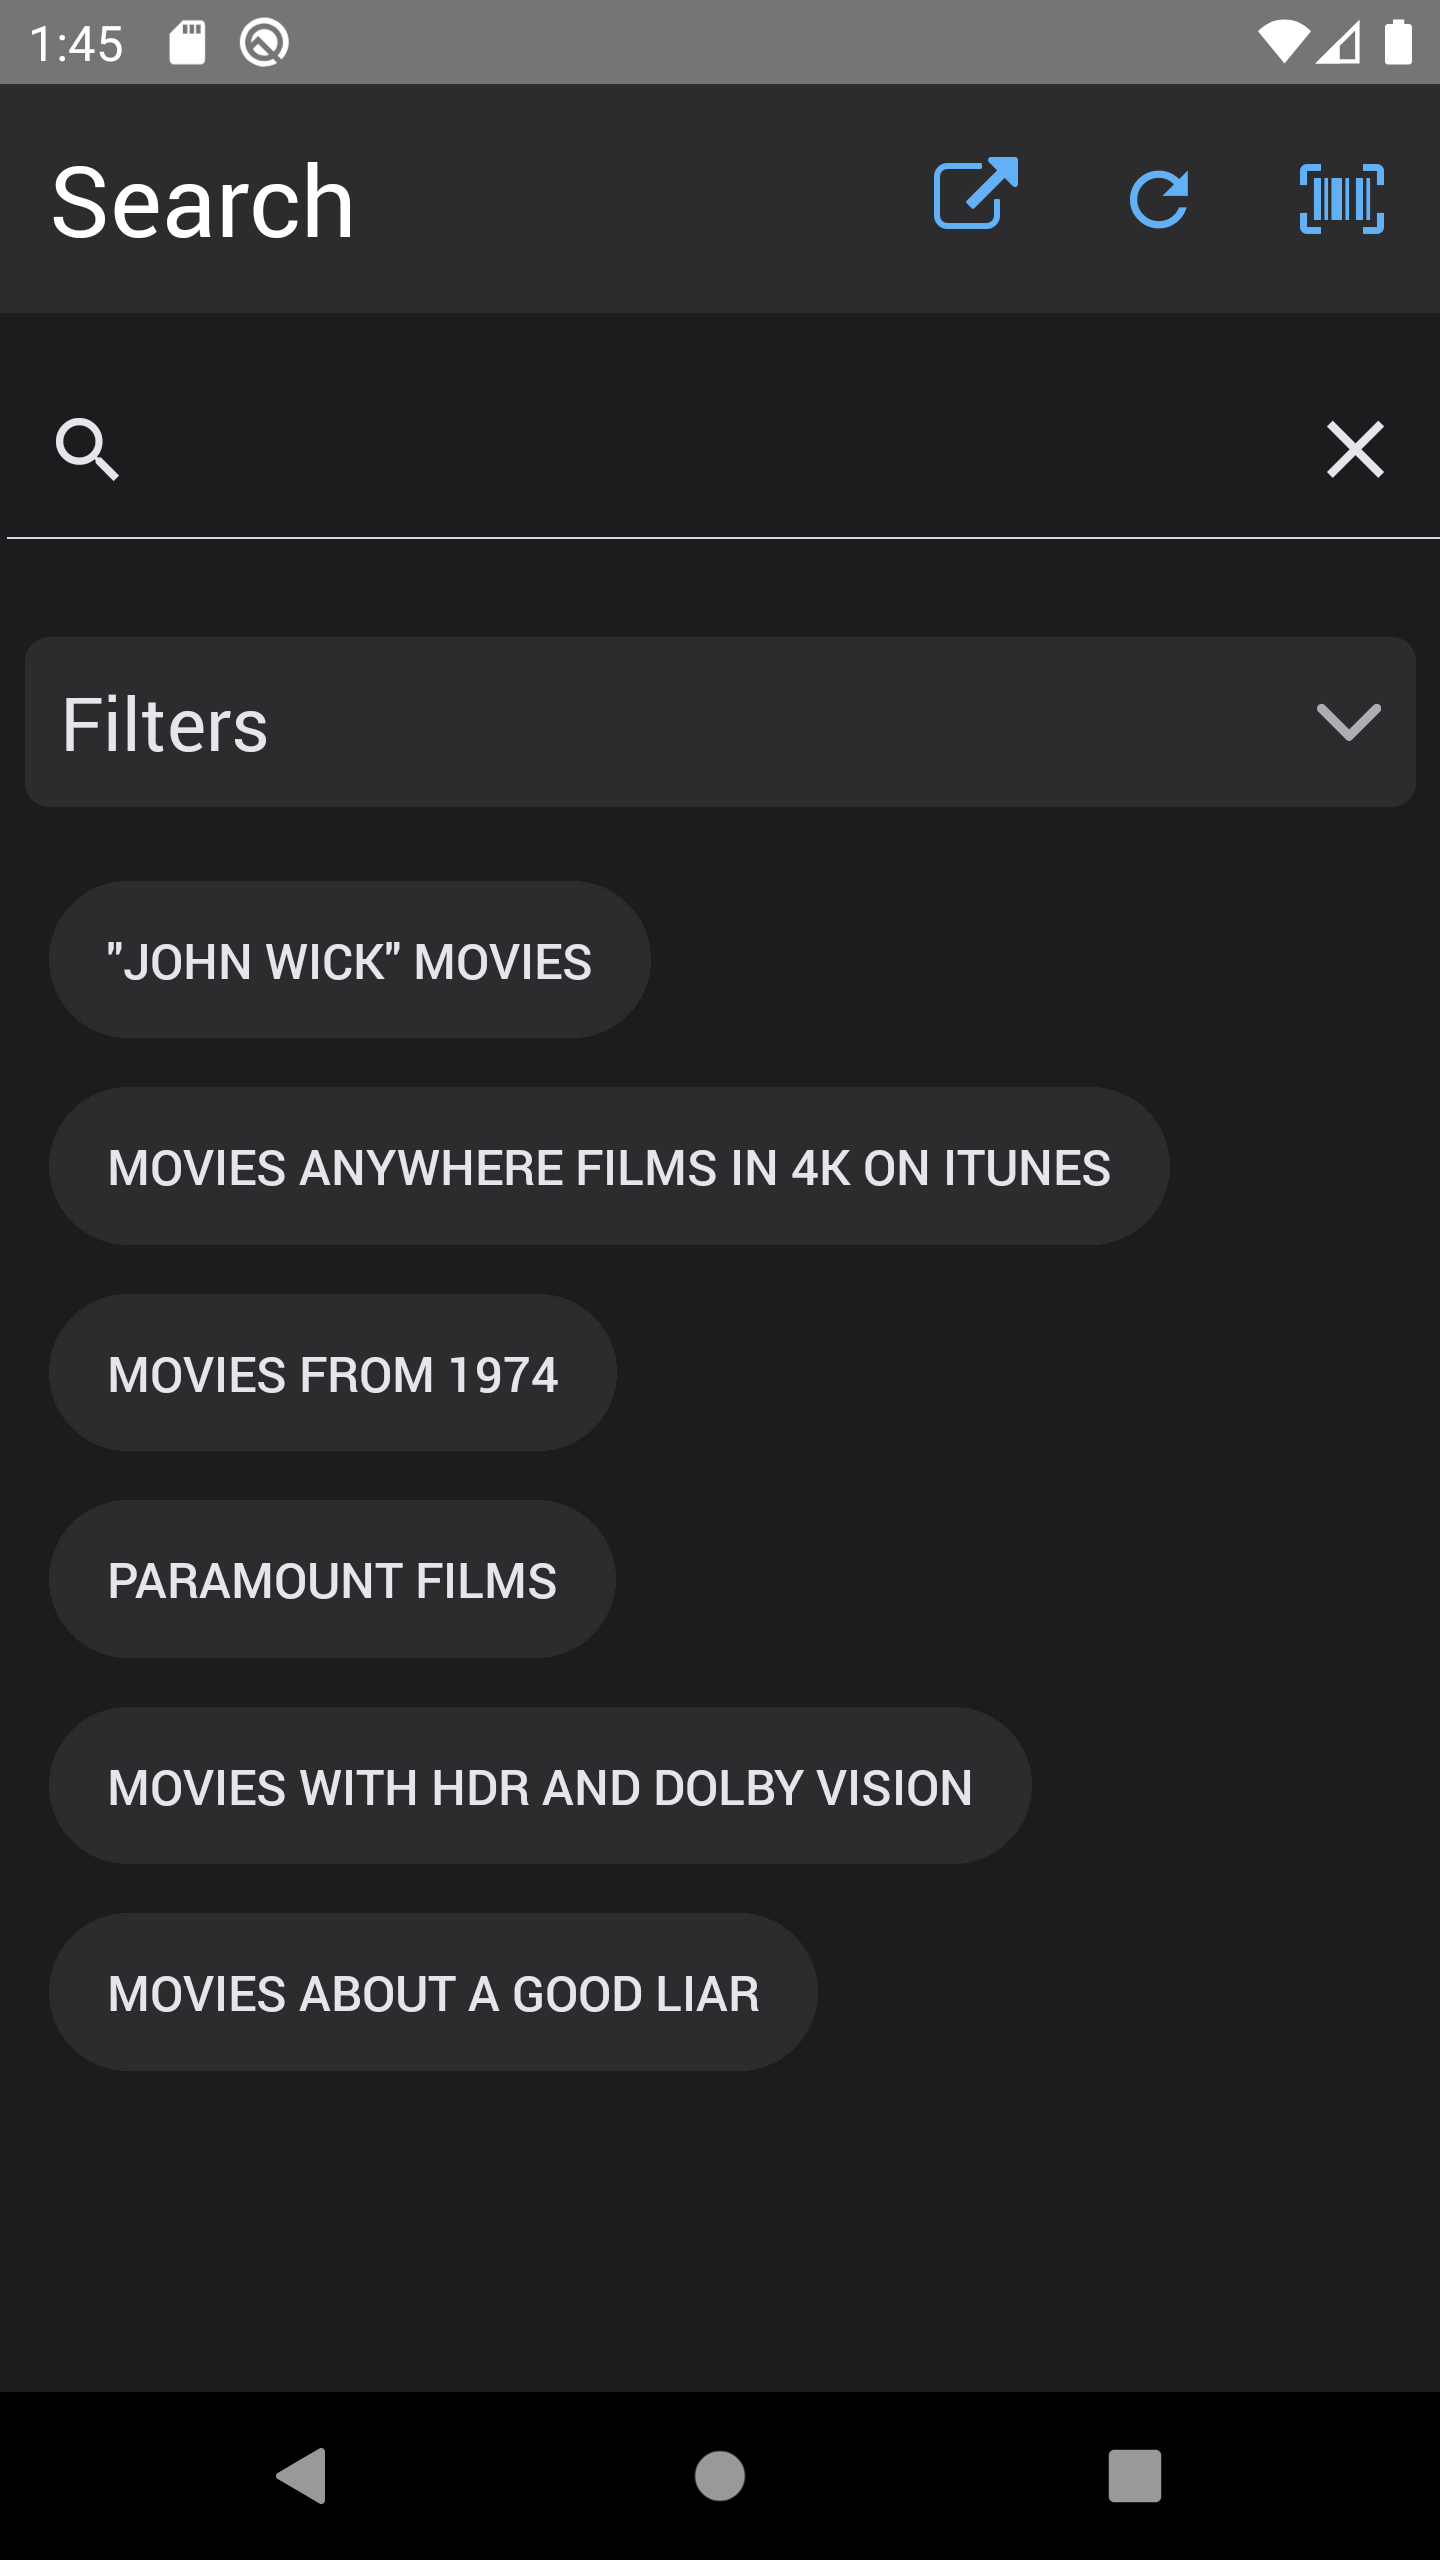 1:45
Search
Filters
"JOHN WICK" MOVIES
MOVIES ANYWHERE FILMS IN 4K ON ITUNES
MOVIES FROM 1974
PARAMOUNT FILMS
MOVIES WITH HDR AND DOLBY VISION
MOVIES ABOUT A GOOD LIAR